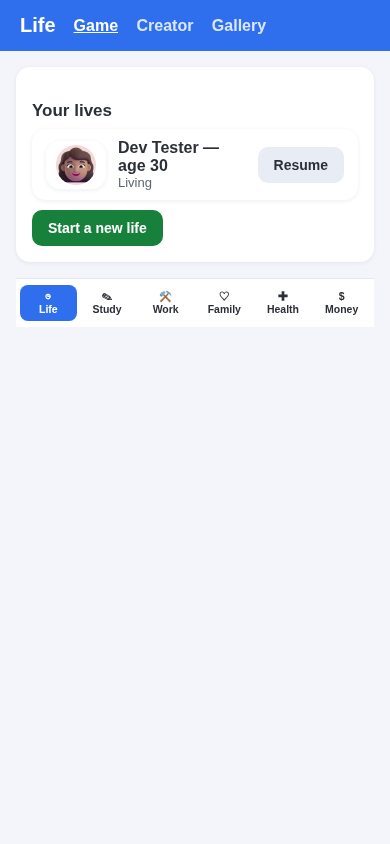 Life Game Creator Gallery
Your lives
Dev Tester —
age 30
Living
Resume
Start a new life
Life Study Work Family Health $ Money